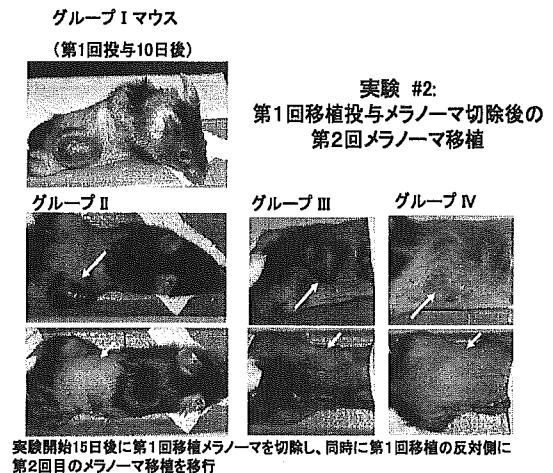 グループ I マウス
(第1回投与10日後)
実験 #2:
第1回移植投与メラノーマ切除後の
第2回メラノーマ移植
グループ II
グループ III
グループ IV
実験開始15日後に第1回移植メラノーマを切除し、同時に第1回移植の反対側に
第2回目のメラノーマ移植を移行